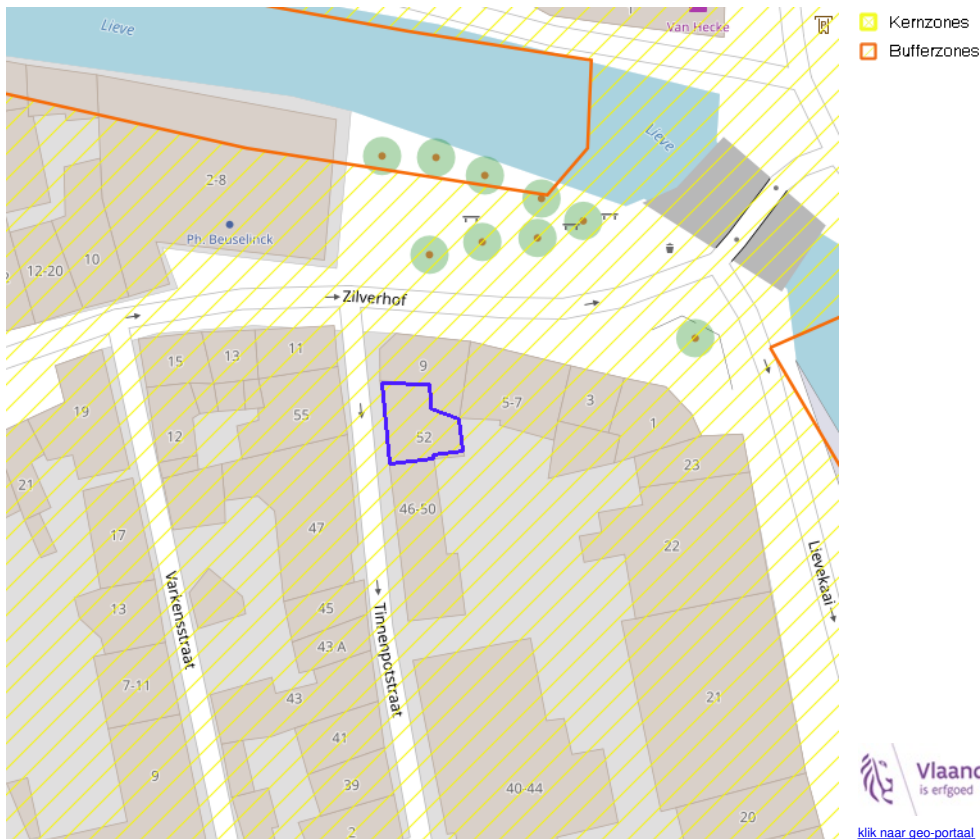 Lieve
Van Hecke
P
Kernzones
Bufferzones
Lieve
2-8
Ph. Beuselinck
12-20
10
Zilverhof
15
13
11
9
5-7
3
1
19
12
55
52
23
21
17
47
46-50
22
Lievekaai
Varkensstraat
13
45
43 A
Tinnenpotstraat
7-11
43
21
41
9
39
40-44
2
20
Vlaand
is erfgoed
klik naar geo-portaal